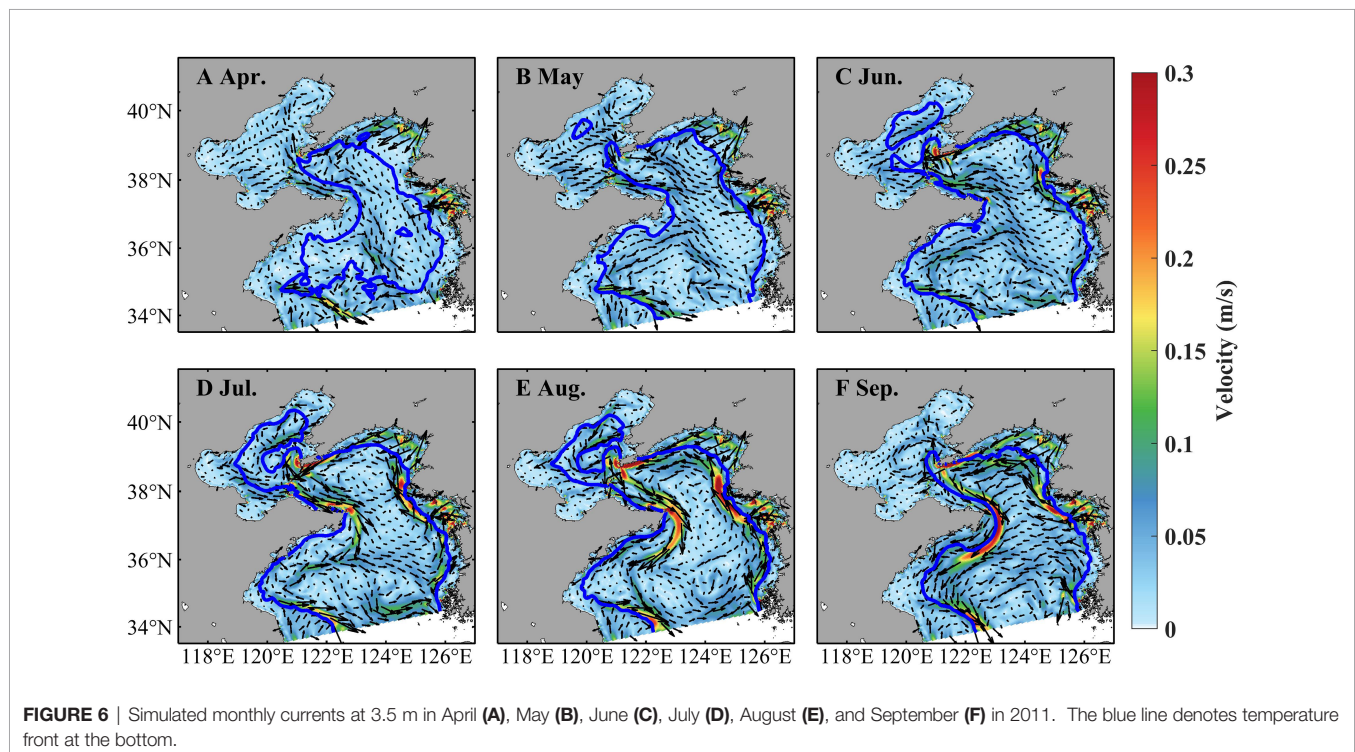 A Apr.
B May
C Jun.
40°N
38°N
36°N
34°N
D Jul.
E Aug.
F Sep.
40°N
38°N
36°N
34°N
118°E 120°E 122°E 124°E 126°E
118°E 120°E 122°E 124°E 126°E
118°E 120°E 122°E 124°E 126°E
0.3
0.25
0.2
0.15
0.1
0.05
0
Velocity (m/s)
FIGURE 6 | Simulated monthly currents at 3.5 m in April (A), May (B), June (C), July (D), August (E), and September (F) in 2011. The blue line denotes temperature
front at the bottom.